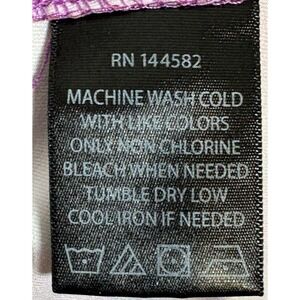 RN 144582
MACHINE WASH COLD
WITH LIKE COLORS
ONLY NON CHLORINE
BLEACH WHEN NEEDED
TUMBLE DRY LOW
COOL IRON IF NEEDED